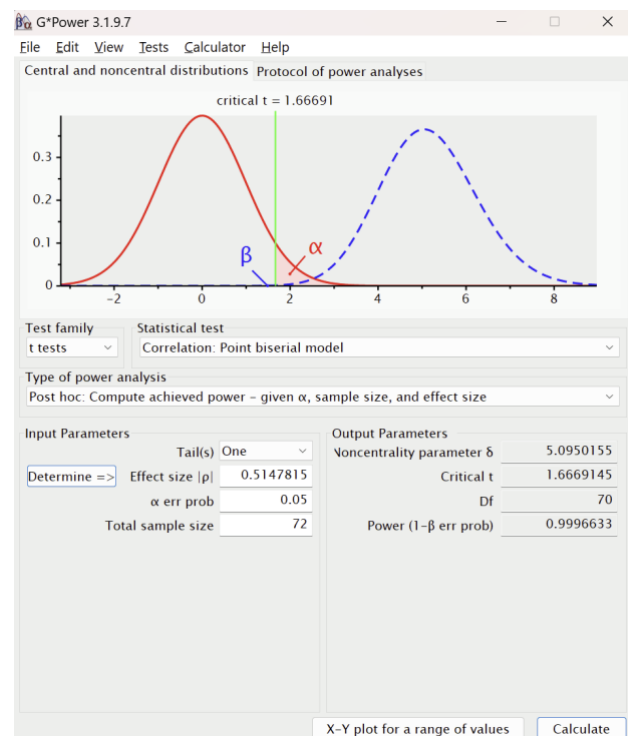 G*Power 3.1.9.7
File Edit View Tests Calculator Help
Central and noncentral distributions Protocol of power analyses
critical t = 1.66691
0.3
0.2
0.1
0
β
α
-2 0 2 4 6 8
Test family Statistical test
t tests Correlation: Point biserial model
Type of power analysis
Post hoc: Compute achieved power - given α, sample size, and effect size
Input Parameters Output Parameters
Tail(s) One Noncentrality parameter δ 5.0950155
Determine => Effect size |ρ| 0.5147815 Critical t 1.6669145
α err prob 0.05 Df 70
Total sample size 72 Power (1-β err prob) 0.9996633
X-Y plot for a range of values Calculate